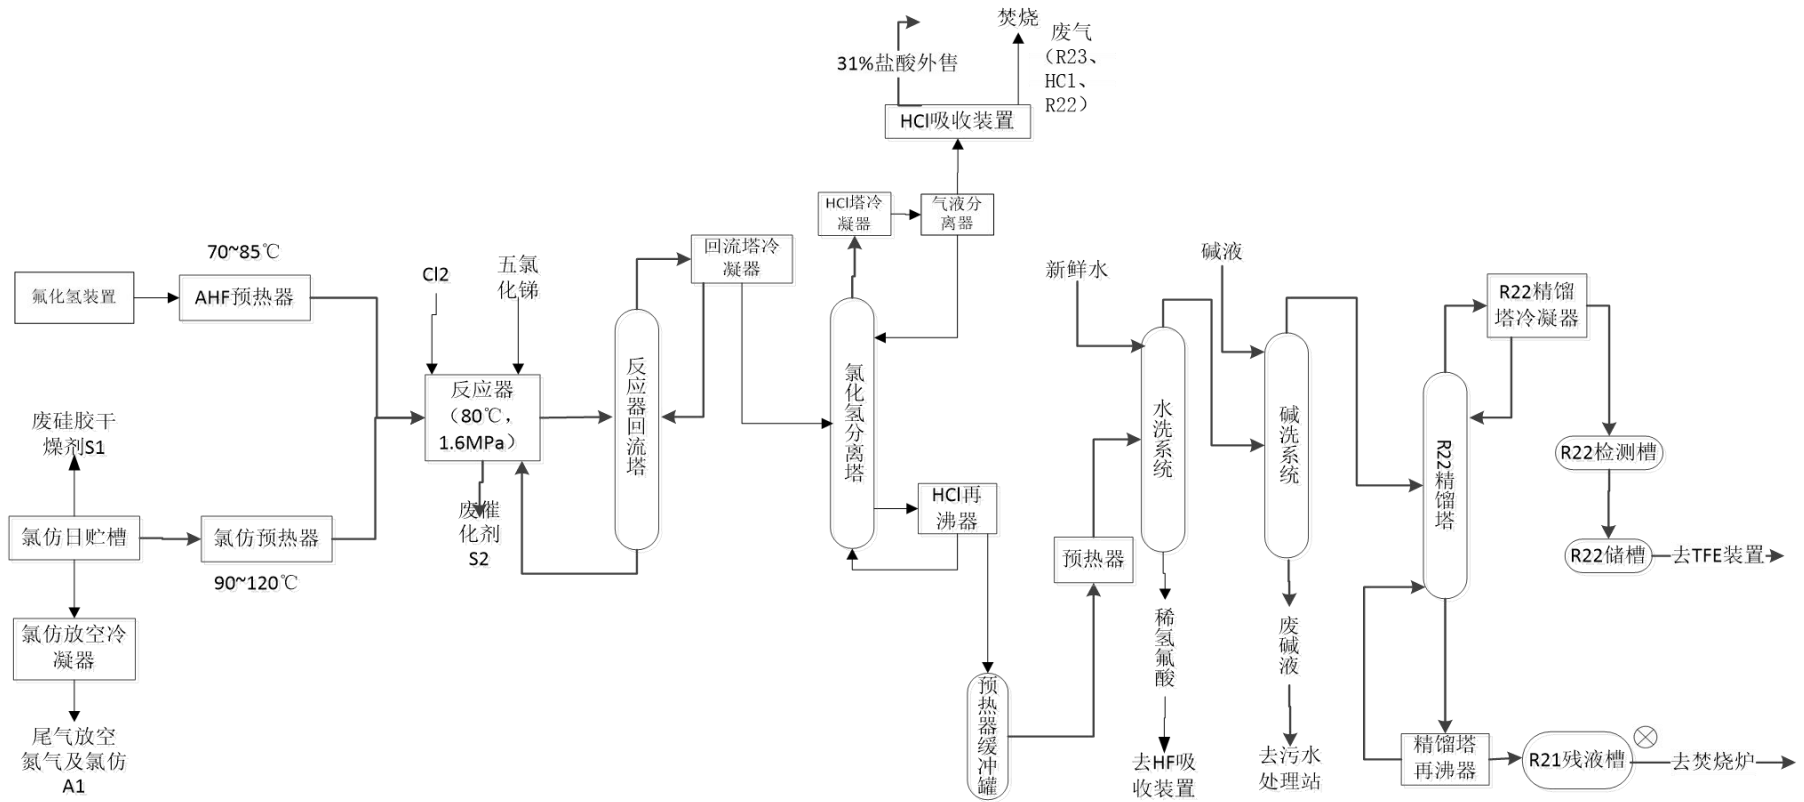 焚烧
废气
（R23、
HCl、
R22）
31%盐酸外售
HCl吸收装置
HCl塔冷
凝器
气液分
离器
70~85℃
氟化氢装置
AHF预热器
Cl2
五氯
化锑
回流塔冷
凝器
新鲜水
碱液
R22精馏
塔冷凝器
反应器
（80℃，
1.6MPa）
反应器回流塔
氯化氢分离塔
水洗系统
碱洗系统
R22精馏塔
R22检测槽
废硅胶干
燥剂S1
废催
化剂
S2
HCl再
沸器
氯仿日贮槽
氯仿预热器
90~120℃
预热器
R22储槽
去TFE装置
氯仿放空冷
凝器
稀氢氟酸
废碱液
预热器缓冲罐
尾气放空
氮气及氯仿
A1
去HF吸
收装置
去污水
处理站
精馏塔
再沸器
R21残液槽
去焚烧炉